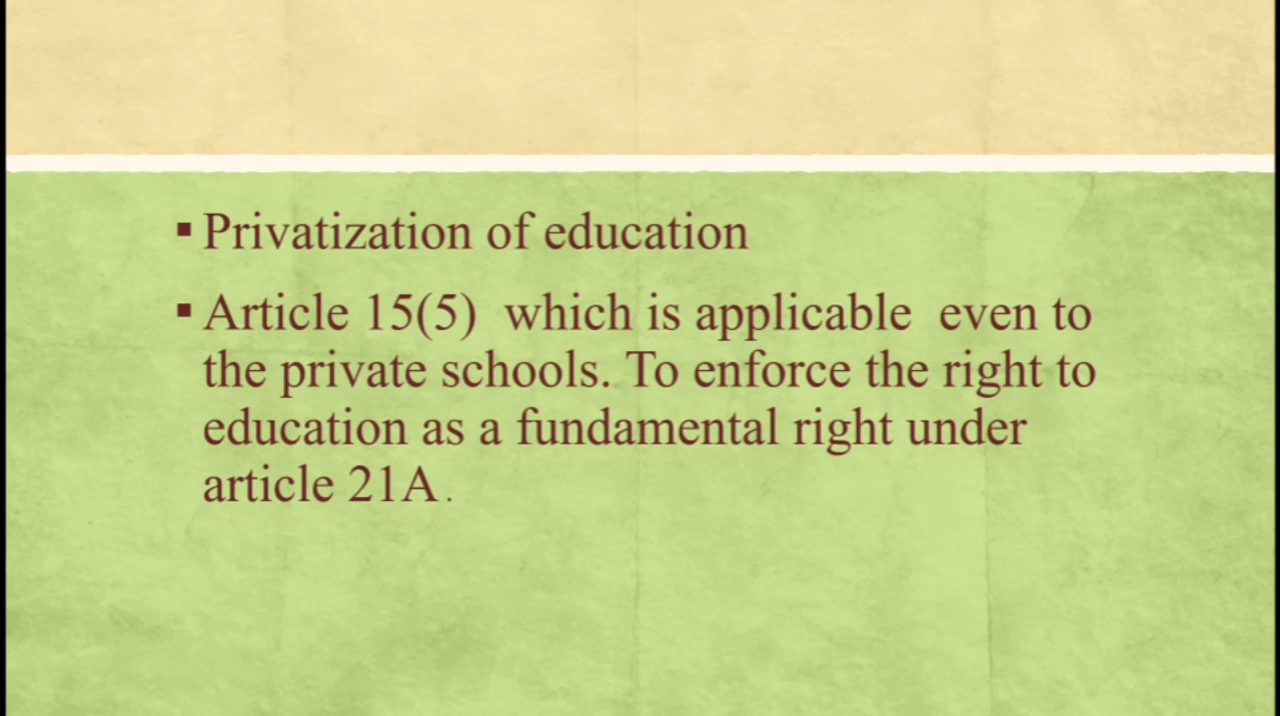 ▪ Privatization of education
▪ Article 15(5) which is applicable even to
the private schools. To enforce the right to
education as a fundamental right under
article 21A .